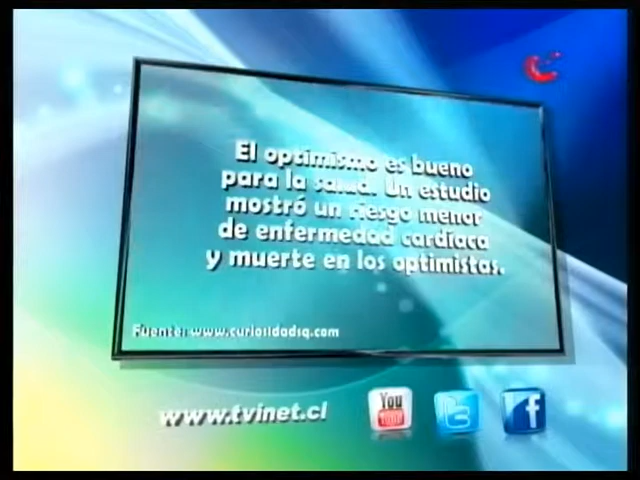 El optimismo es bueno
para la salud. Un estudio
mostró un riesgo menor
de enfermedad cardíaca
y muerte en los optimistas.
Fuente: www.curiosidadsq.com
www.tvinet.cl
You
Tube